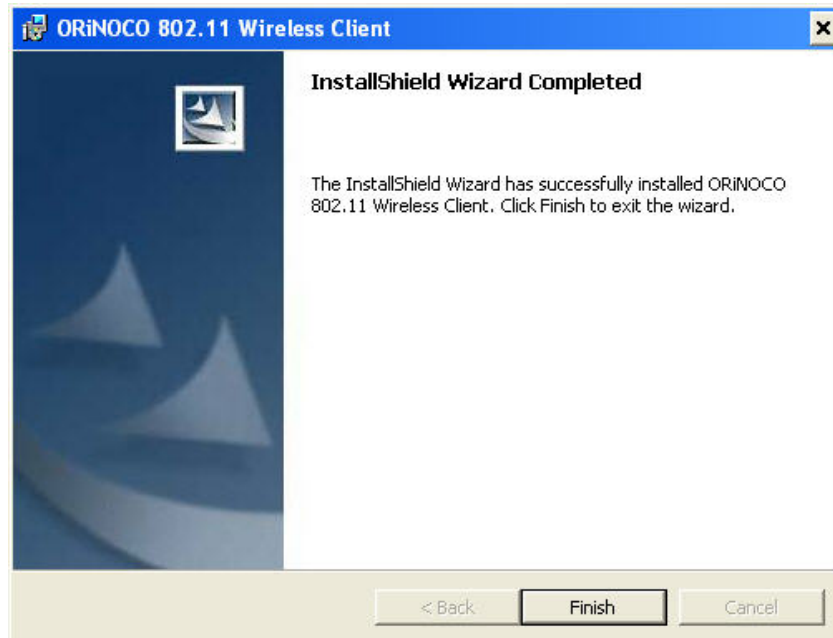 ORiNOCO 802.11 Wireless Client
InstallShield Wizard Completed
The InstallShield Wizard has successfully installed ORiNOCO
802.11 Wireless Client. Click Finish to exit the wizard.
< Back
Finish
Cancel